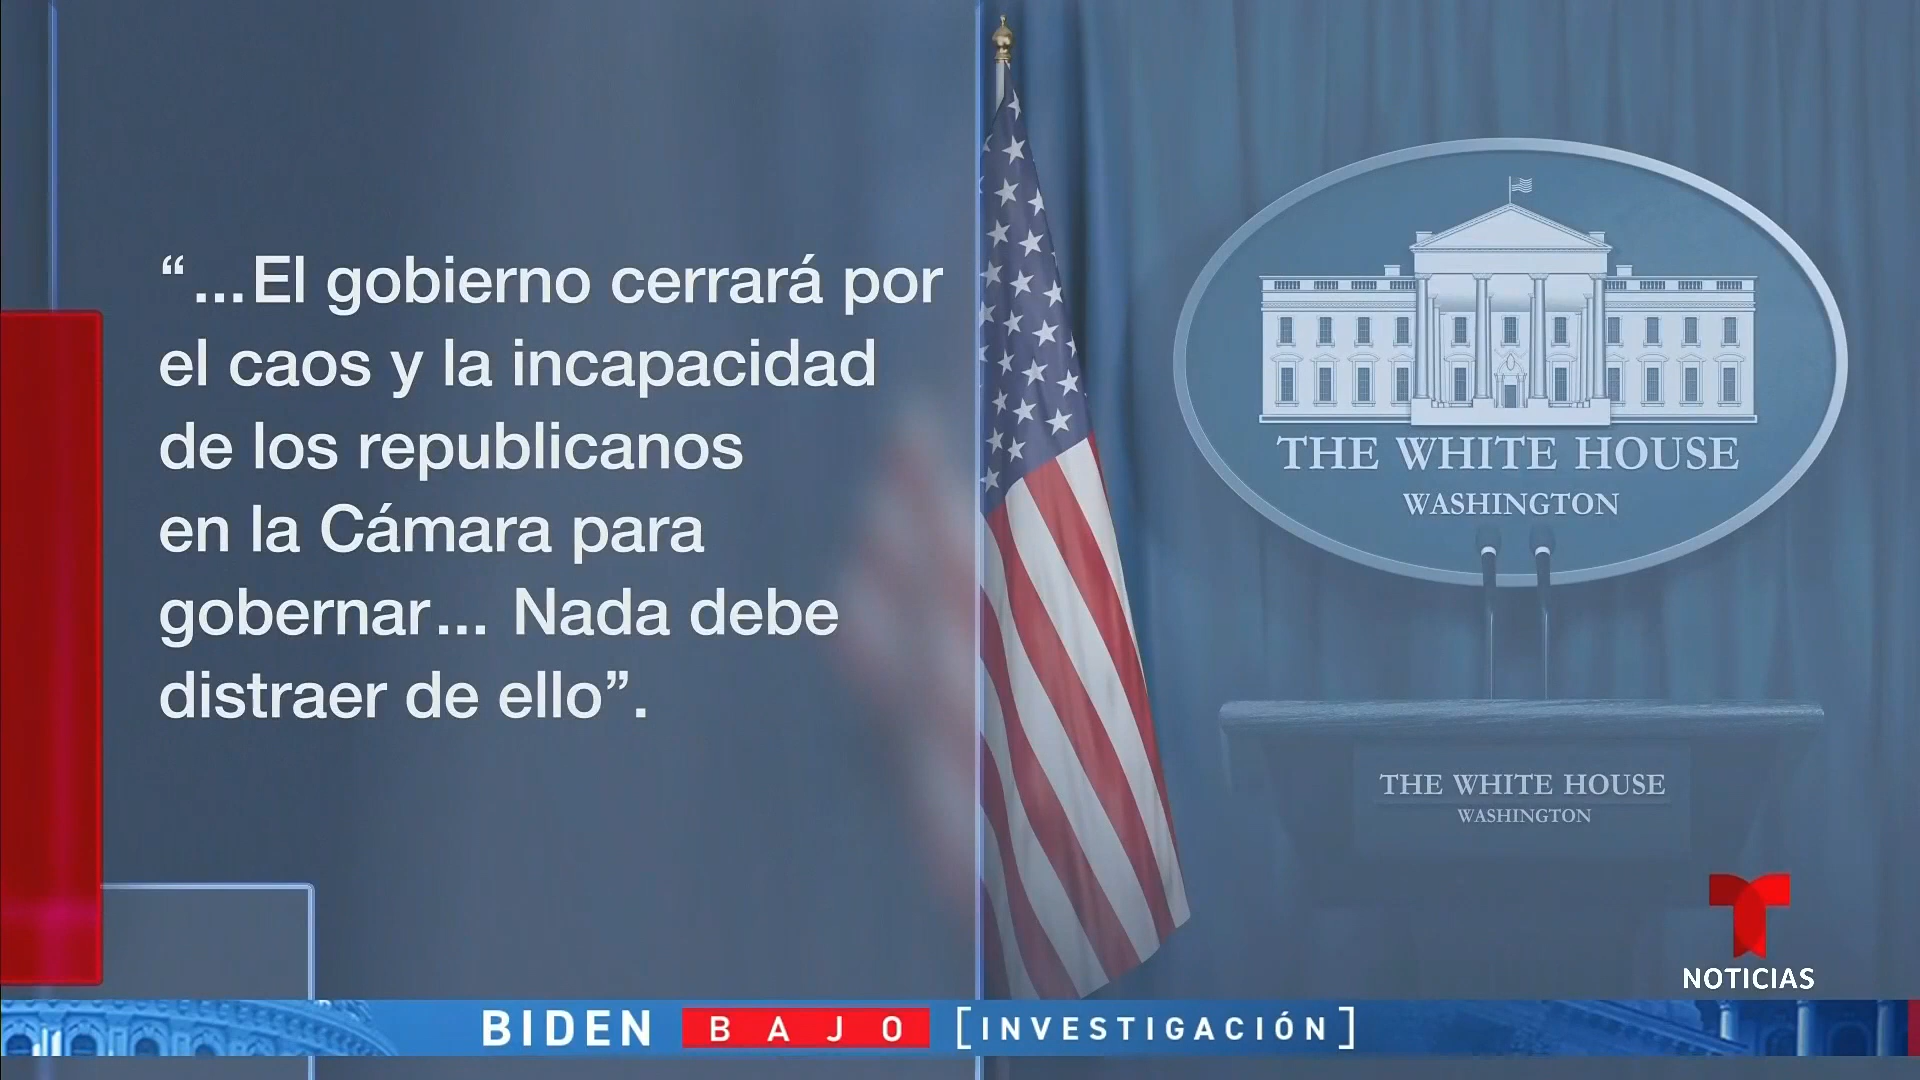 “...El gobierno cerrará por
el caos y la incapacidad
de los republicanos
en la Cámara para
gobernar... Nada debe
distraer de ello”.
THE WHITE HOUSE
WASHINGTON
THE WHITE HOUSE
WASHINGTON
NOTICIAS
BIDEN BAJO [INVESTIGACIÓN]